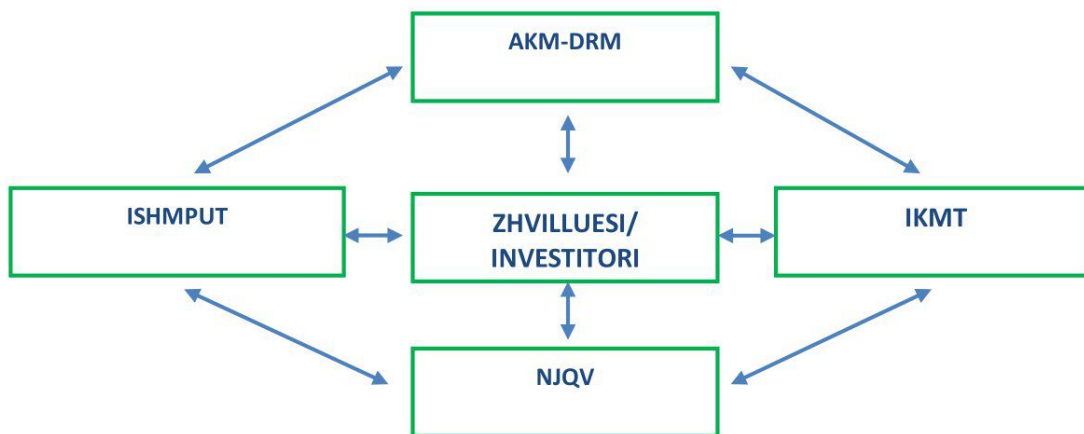 AKM-DRM
ISHMPUT
ZHVILLUESI/
INVESTITORI
IKMT
NJQV